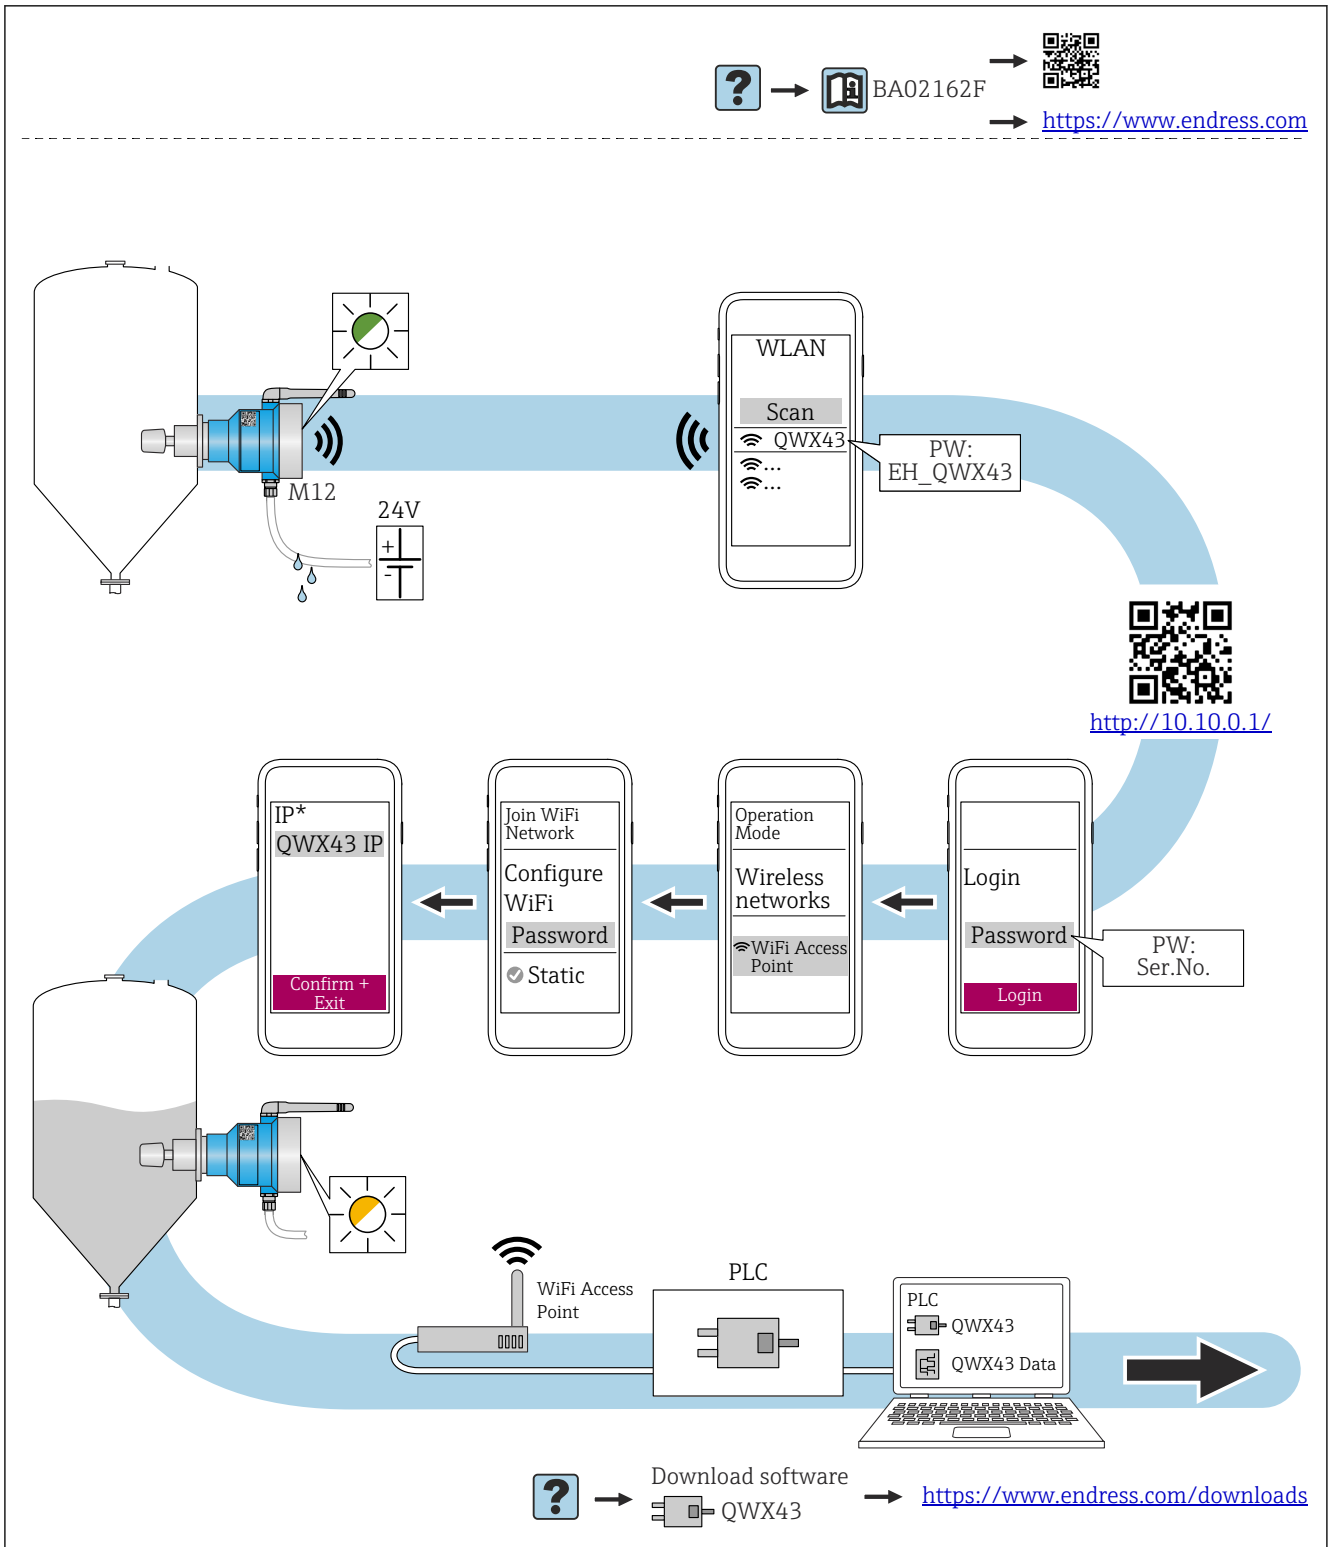 BA02162F
https://www.endress.com
WLAN
Scan
QWX43
...
...
PW:
EH_QWX43
M12
24V
+
-
http://10.10.0.1/
IP*
QWX43 IP
Confirm +
Exit
Join WiFi
Network
Configure
WiFi
Password
Static
Operation
Mode
Wireless
networks
WiFi Access
Point
Login
Password
Login
PW:
Ser.No.
WiFi Access
Point
PLC
PLC
QWX43
QWX43 Data
Download software
QWX43
https://www.endress.com/downloads